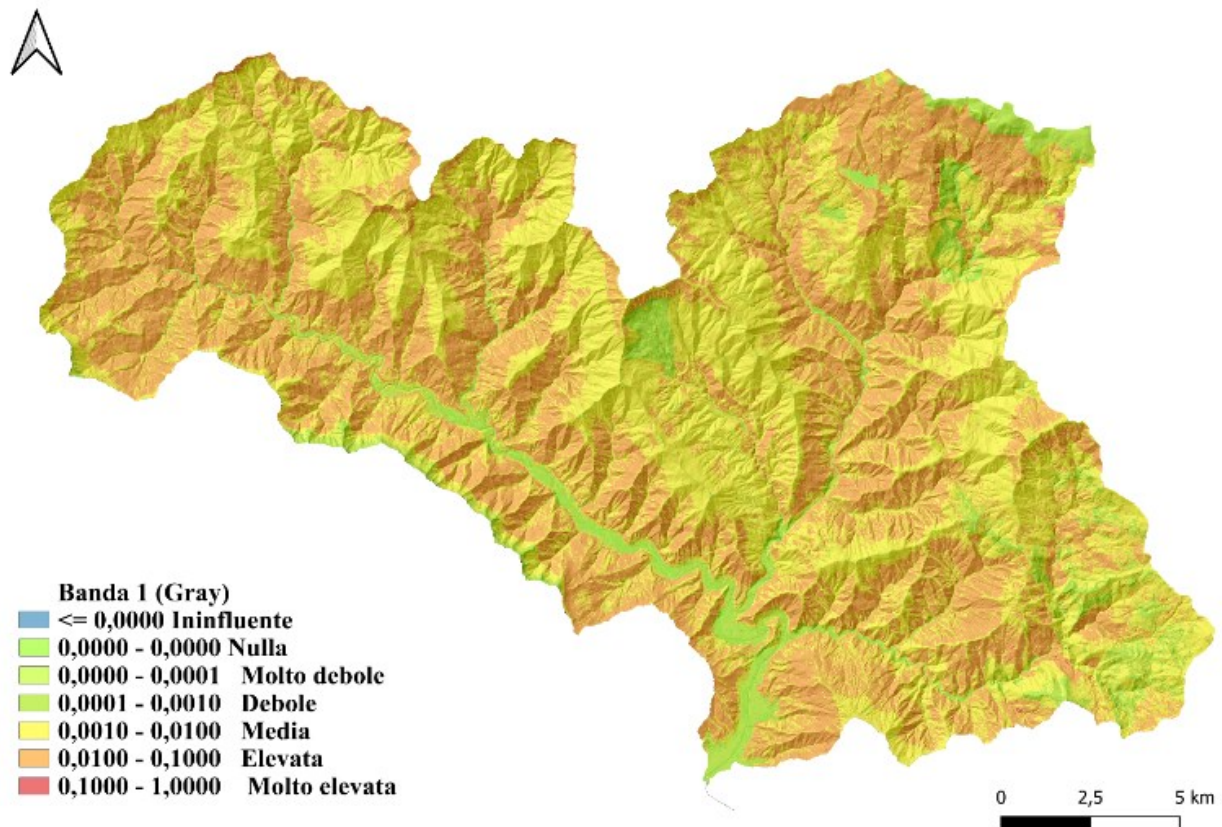 Banda 1 (Gray)
<= 0,0000 Ininfluente
0,0000 - 0,0000 Nulla
0,0000 - 0,0001 Molto debole
0,0001 - 0,0010 Debole
0,0010 - 0,0100 Media
0,0100 - 0,1000 Elevata
0,1000 - 1,0000 Molto elevata
0 2,5 5 km